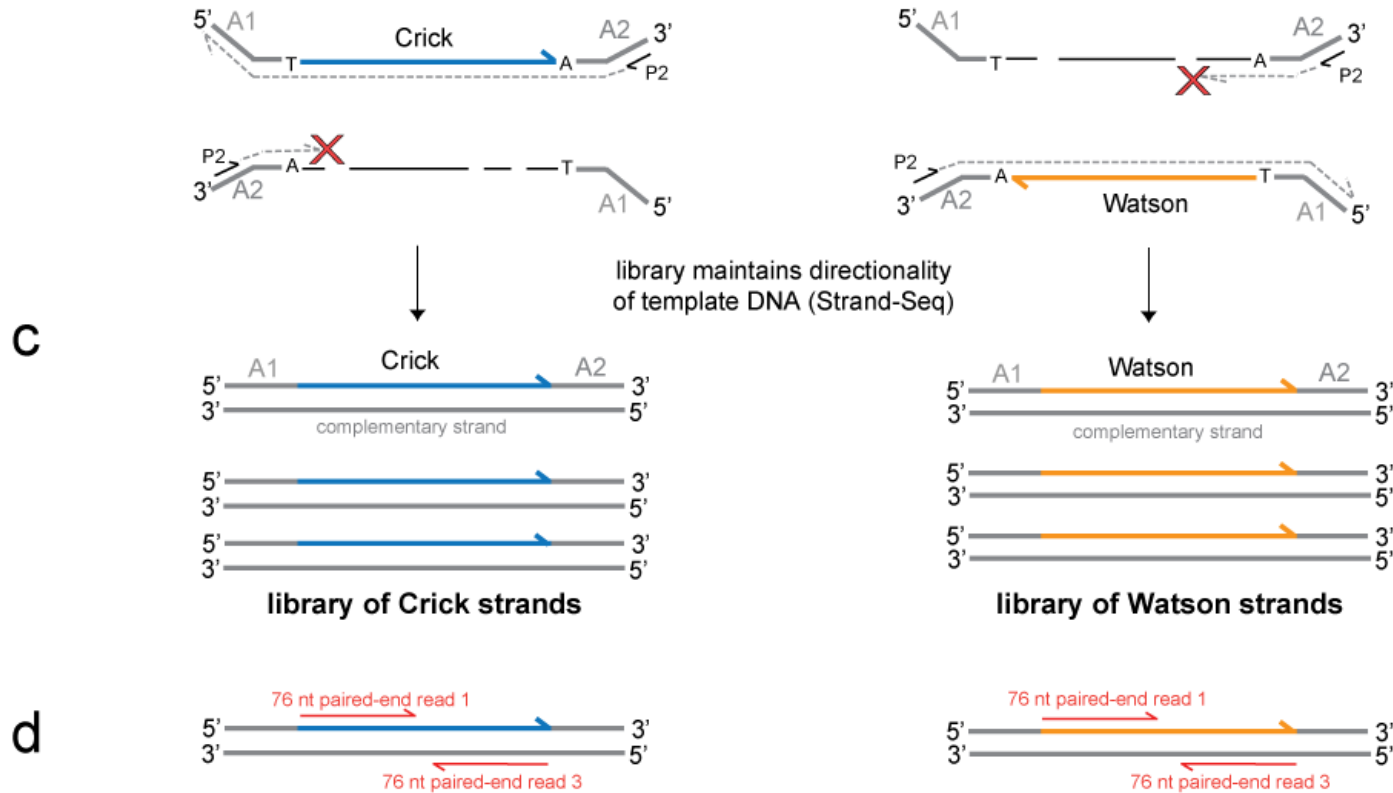 5’ A1 Crick A2 3’
T A P2
5’ A1 A2 3’
T A P2
P2 A T
3’ A2 A1 5’
P2 A T
3’ A2 Watson A1 5’
library maintains directionality
of template DNA (Strand-Seq)
c
A1 Crick A2
5’ 3’
3’ 5’
complementary strand
5’ 3’
3’ 5’
5’ 3’
3’ 5’
library of Crick strands
A1 Watson A2
5’ 3’
3’ 5’
complementary strand
5’ 3’
3’ 5’
5’ 3’
3’ 5’
library of Watson strands
d
76 nt paired-end read 1
5’ 3’
3’ 5’
76 nt paired-end read 3
76 nt paired-end read 1
5’ 3’
3’ 5’
76 nt paired-end read 3